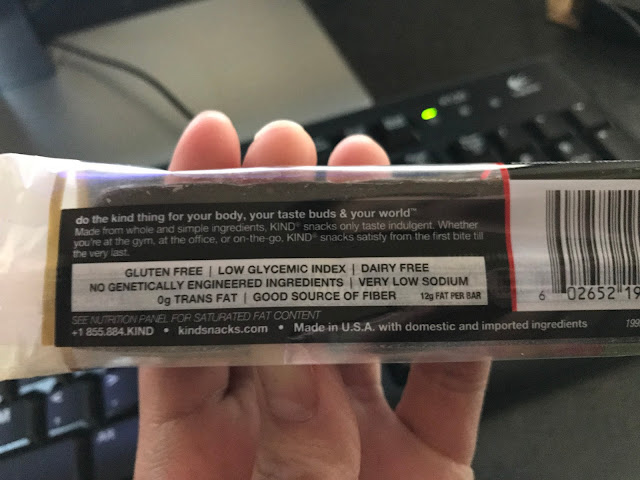 do the kind thing for your body, your taste buds & your world™
Made from whole and simple ingredients, KIND® snacks only taste indulgent. Whether
you're at the gym, at the office, or on-the-go, KIND® snacks satisfy from the first bite till
the very last.
GLUTEN FREE | LOW GLYCEMIC INDEX | DAIRY FREE
NO GENETICALLY ENGINEERED INGREDIENTS | VERY LOW SODIUM
0g TRANS FAT | GOOD SOURCE OF FIBER 12g FAT PER BAR
SEE NUTRITION PANEL FOR SATURATED FAT CONTENT
+1 855.884.KIND • kindsnacks.com • Made in U.S.A. with domestic and imported ingredients
6 02652 19
199